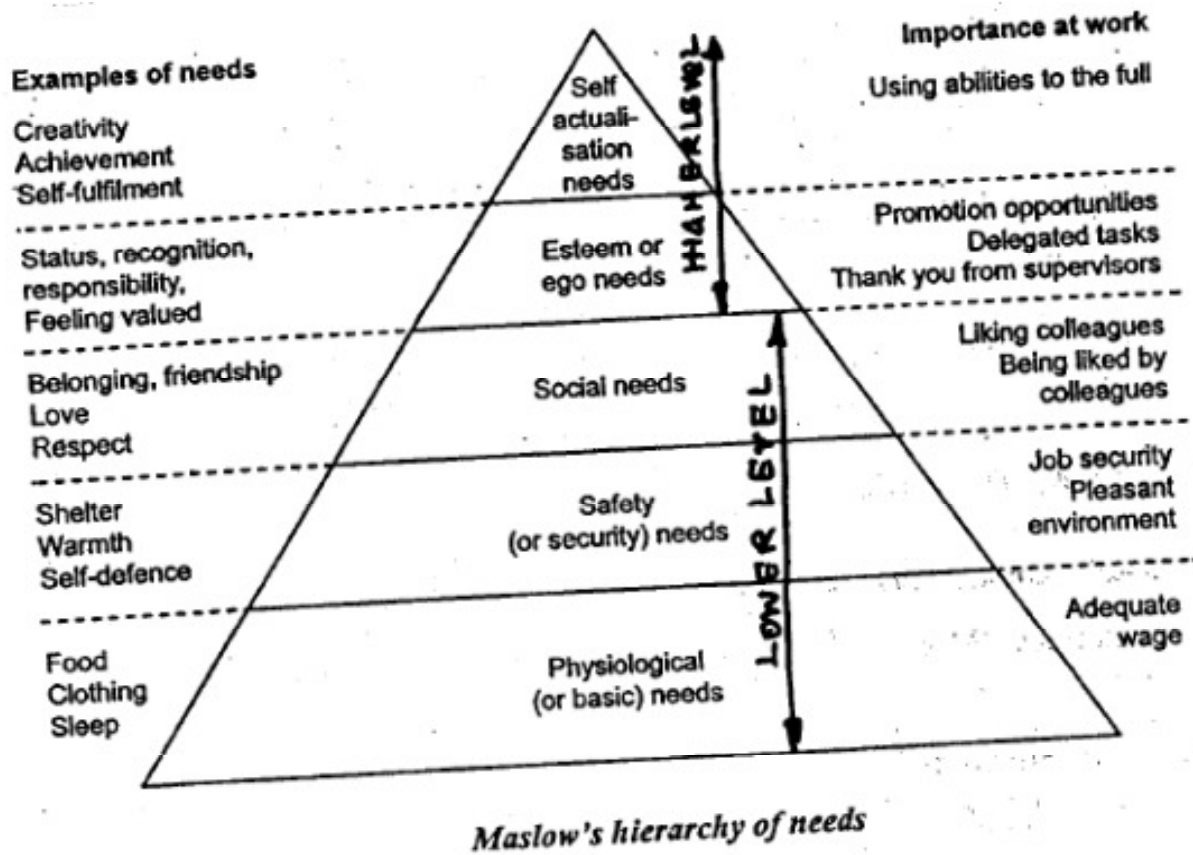 Examples of needs
Creativity
Achievement
Self-fulfilment
Status, recognition,
responsibility,
Feeling valued
Belonging, friendship
Love
Respect
Shelter
Warmth
Self-defence
Food
Clothing
Sleep
Self
actuali-
sation
needs
Esteem or
ego needs
Social needs
Safety
(or security) needs
Physiological
(or basic) needs
LOWER LEVEL
Importance at work
Using abilities to the full
Promotion opportunities
Delegated tasks
Thank you from supervisors
Liking colleagues
Being liked by
colleagues
Job security
Pleasant
environment
Adequate
wage
Maslow's hierarchy of needs